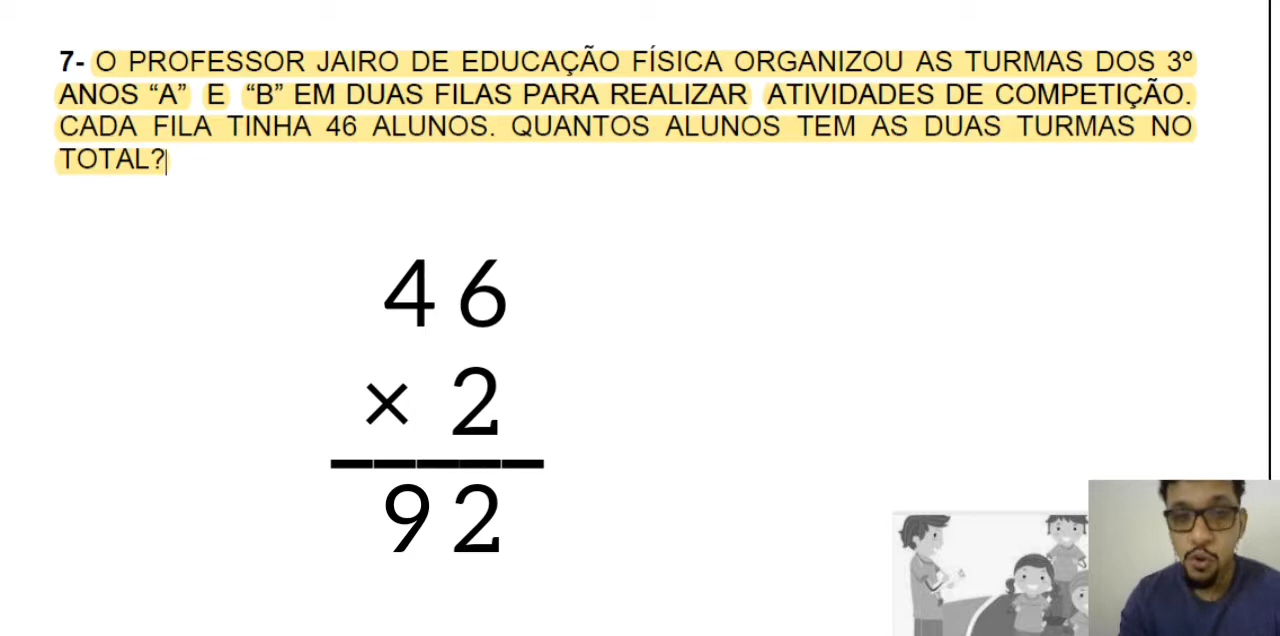 7- O PROFESSOR JAIRO DE EDUCAÇÃO FÍSICA ORGANIZOU AS TURMAS DOS 3º
ANOS “A” E “B” EM DUAS FILAS PARA REALIZAR ATIVIDADES DE COMPETIÇÃO.
CADA FILA TINHA 46 ALUNOS. QUANTOS ALUNOS TEM AS DUAS TURMAS NO
TOTAL?
46
× 2
92